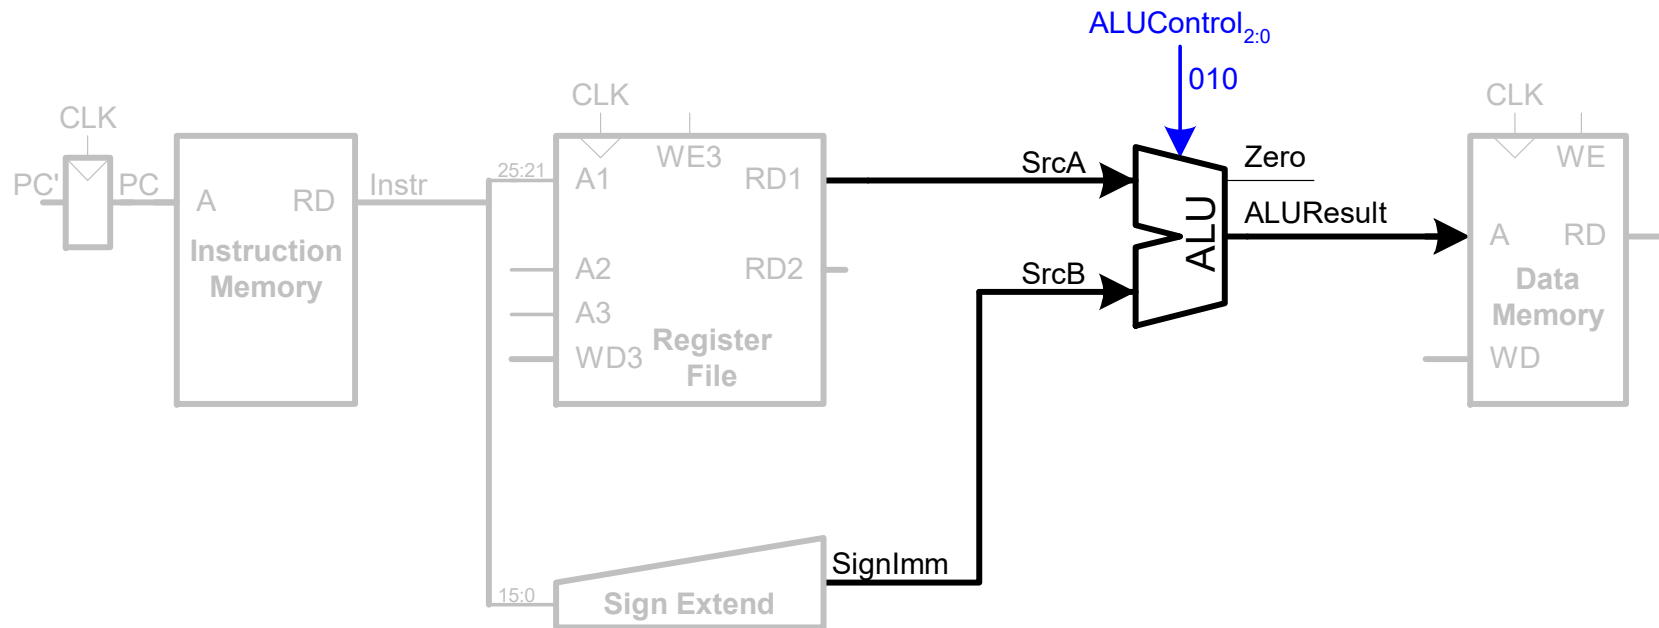 ALUControl2:0
010
CLK
CLK
CLK
PC'
PC
A
RD
Instr
Instruction
Memory
25:21
A1
WE3
RD1
A2
RD2
A3
WD3
Register
File
SrcA
SrcB
ALU
Zero
ALUResult
WE
A
RD
Data
Memory
WD
15:0
Sign Extend
SignImm